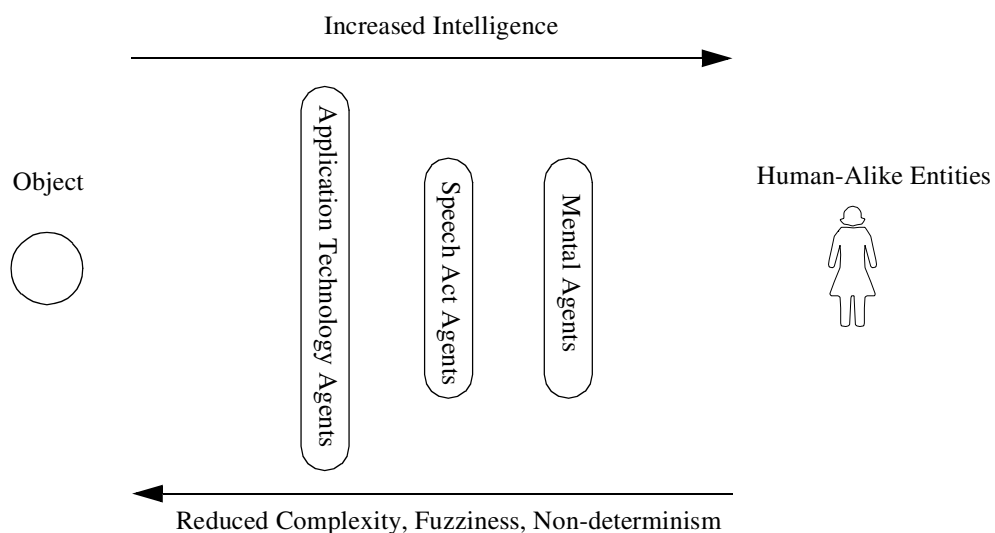 Increased Intelligence
Object
Application Technology Agents
Speech Act Agents
Mental Agents
Human-Alike Entities
Reduced Complexity, Fuzziness, Non-determinism